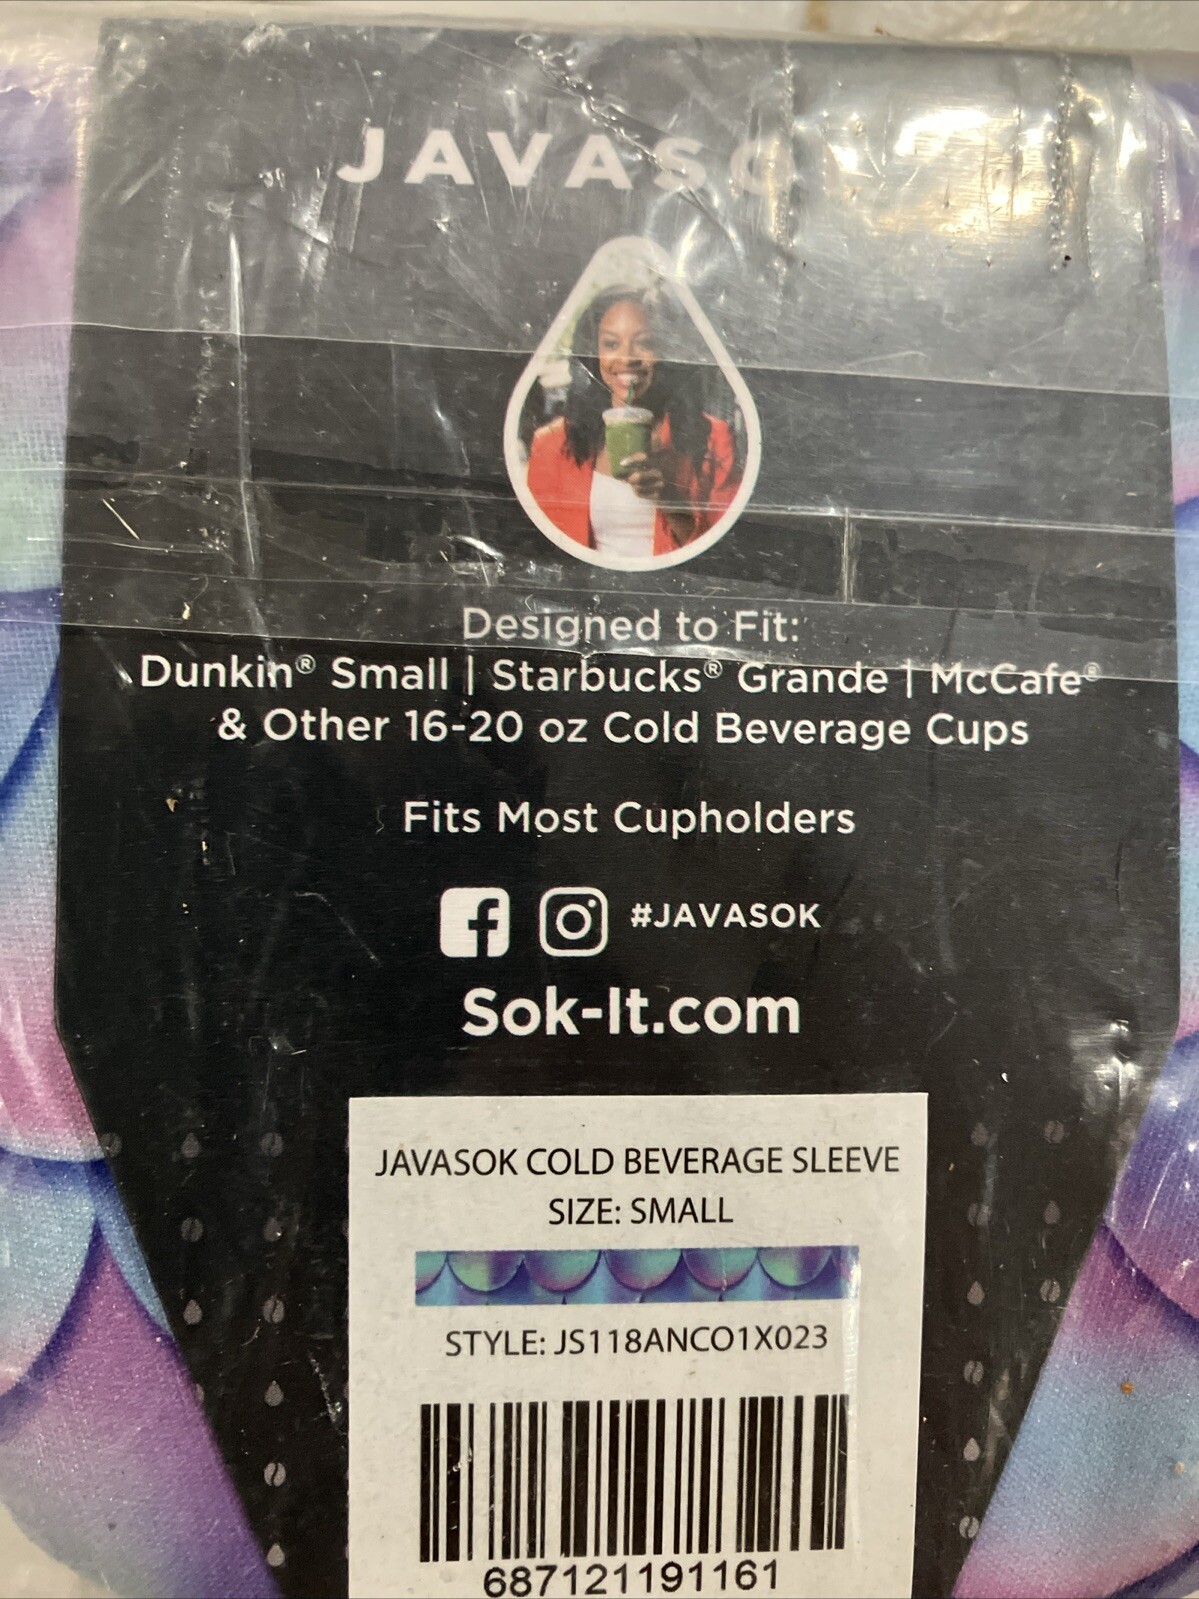 JAVASO
Designed to Fit:
Dunkin® Small | Starbucks® Grande | McCafe®
& Other 16-20 oz Cold Beverage Cups
Fits Most Cupholders
#JAVASOK
Sok-It.com
JAVASOK COLD BEVERAGE SLEEVE
SIZE: SMALL
STYLE: JS118ANCO1X023
687121191161